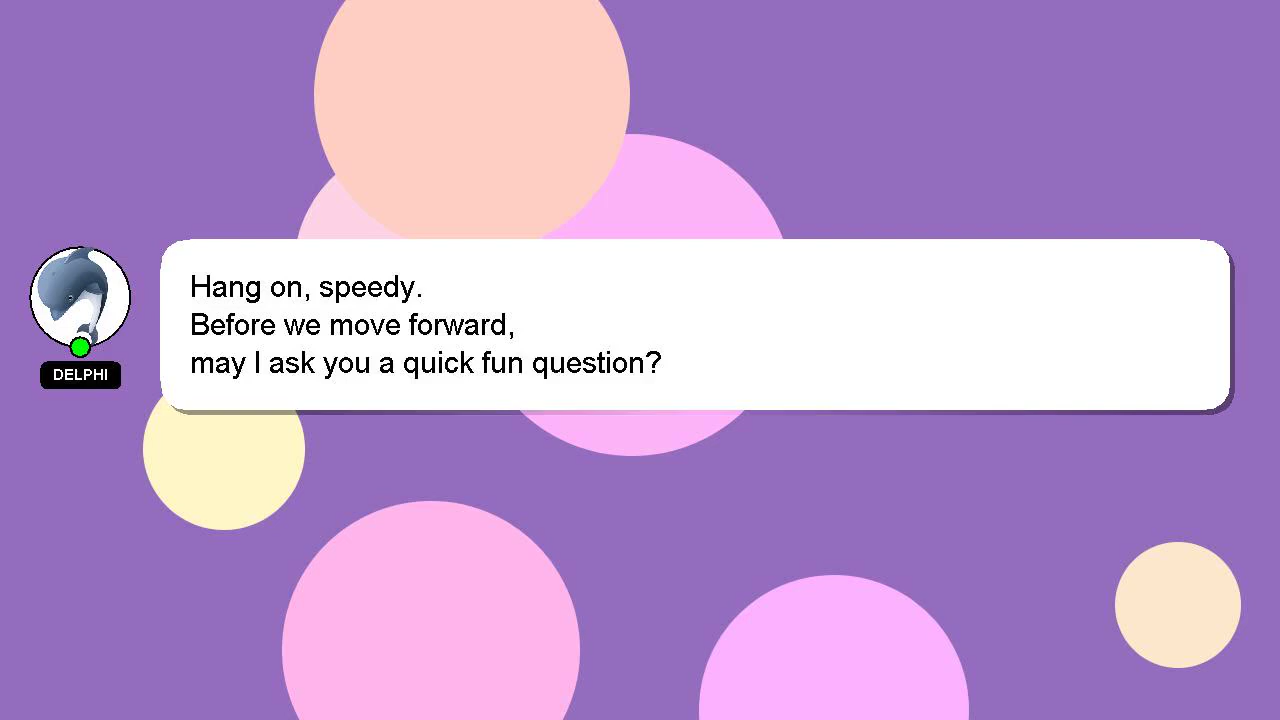 Hang on, speedy.
Before we move forward,
may I ask you a quick fun question?
DELPHI